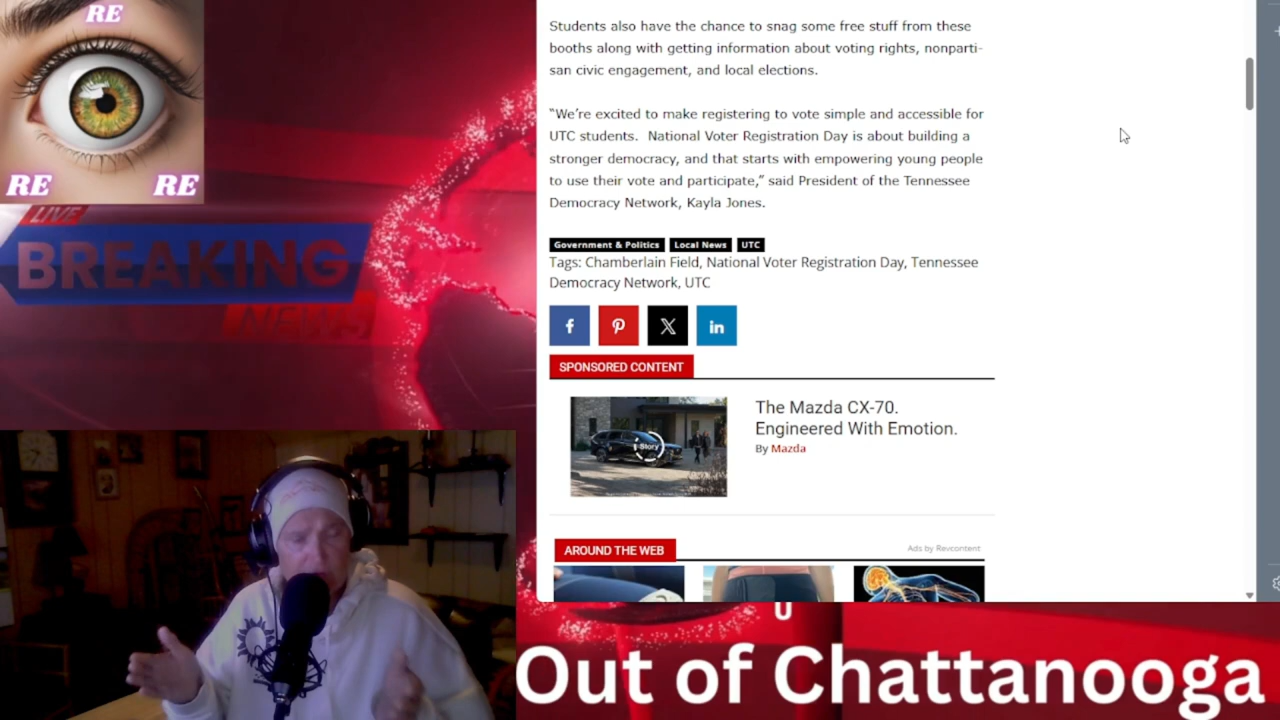 RE
RE
RE
LIVE
BREAKING
NEWS
Students also have the chance to snag some free stuff from these
booths along with getting information about voting rights, nonparti-
san civic engagement, and local elections.
“We’re excited to make registering to vote simple and accessible for
UTC students. National Voter Registration Day is about building a
stronger democracy, and that starts with empowering young people
to use their vote and participate,” said President of the Tennessee
Democracy Network, Kayla Jones.
Government & Politics Local News UTC
Tags: Chamberlain Field, National Voter Registration Day, Tennessee
Democracy Network, UTC
f P X in
SPONSORED CONTENT
Story
The Mazda CX-70.
Engineered With Emotion.
By Mazda
AROUND THE WEB
Ads by Revcontent
Out of Chattanooga